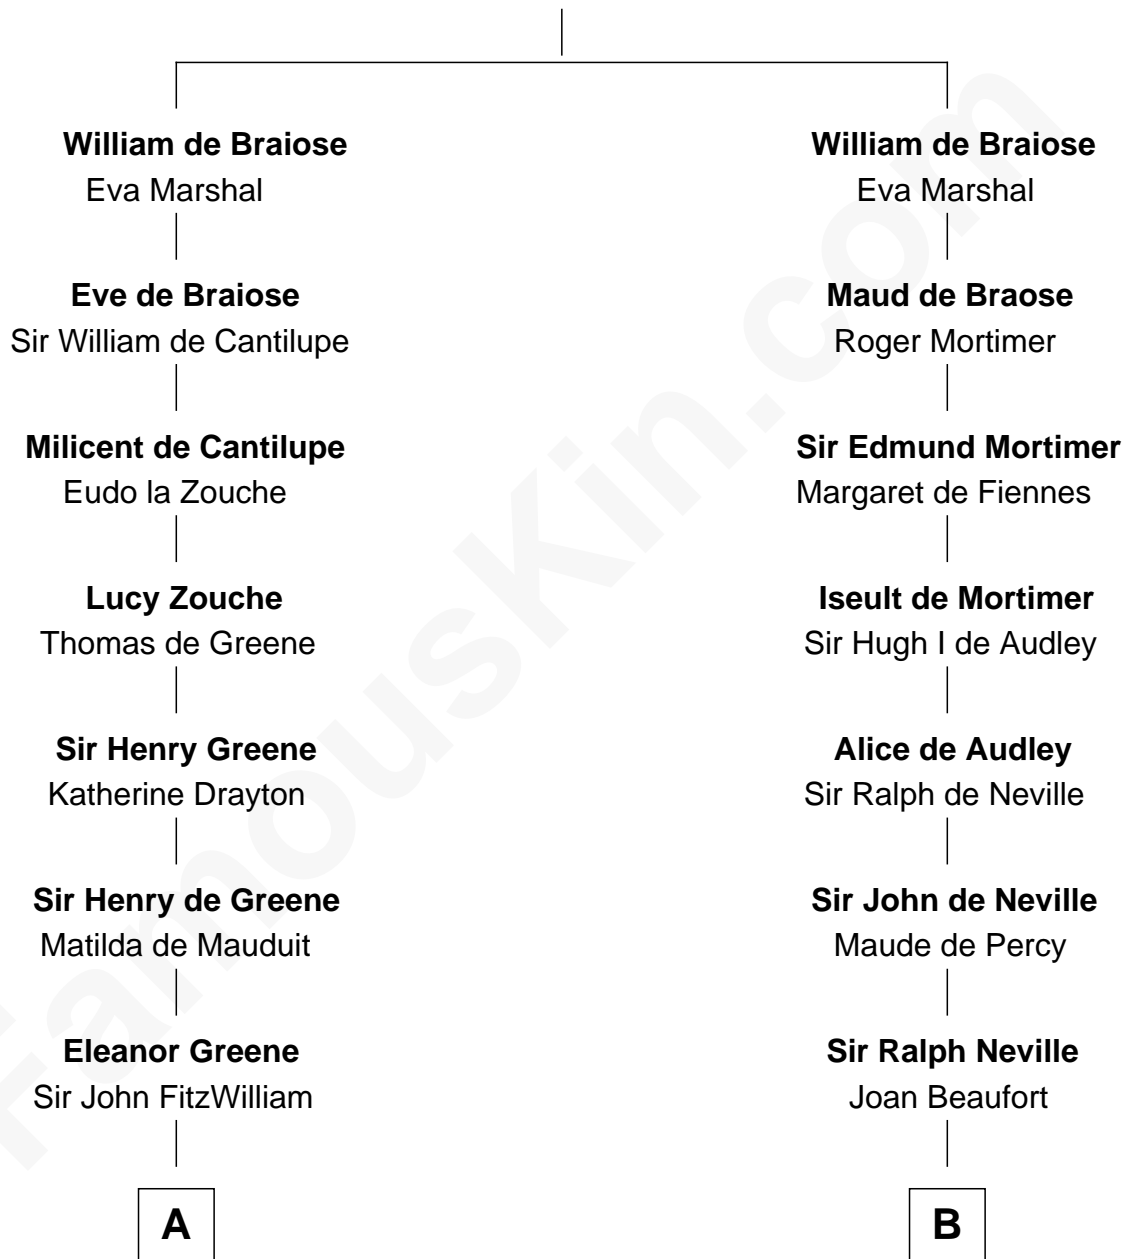 William de Braiose
Eva Marshal
Eve de Braiose
Sir William de Cantilupe
Milicent de Cantilupe
Eudo la Zouche
Lucy Zouche
Thomas de Greene
Sir Henry Greene
Katherine Drayton
Sir Henry de Greene
Matilda de Mauduit
Eleanor Greene
Sir John FitzWilliam
A
William de Braiose
Eva Marshal
Maud de Braose
Roger Mortimer
Sir Edmund Mortimer
Margaret de Fiennes
Iseult de Mortimer
Sir Hugh I de Audley
Alice de Audley
Sir Ralph de Neville
Sir John de Neville
Maude de Percy
Sir Ralph Neville
Joan Beaufort
B
FamousKin.com